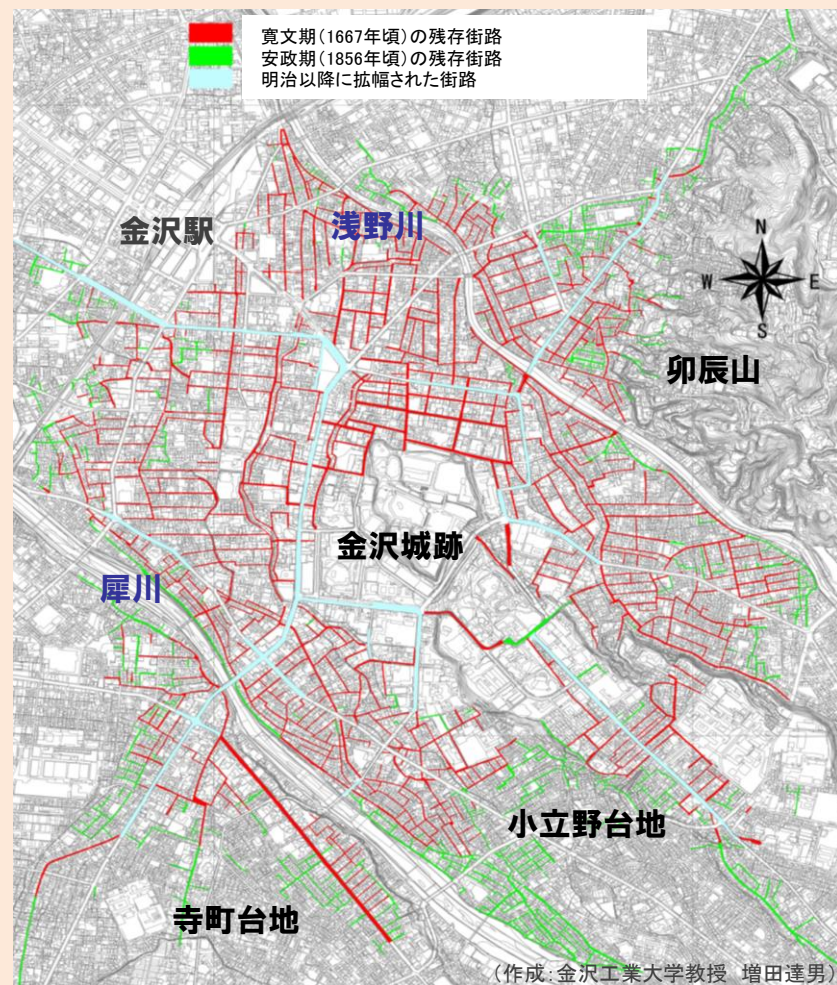 寛文期(1667年頃)の残存街路
安政期(1856年頃)の残存街路
明治以降に拡幅された街路
金沢駅
浅野川
N
W
E
S
卯辰山
金沢城跡
犀川
小立野台地
寺町台地
(作成:金沢工業大学教授 増田達男)